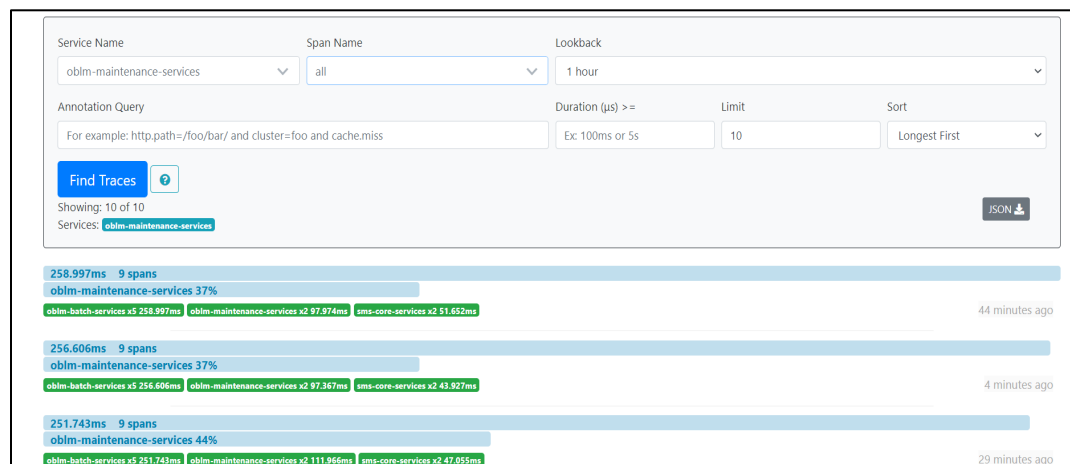 Service Name Span Name Lookback
oblm-maintenance-services all 1 hour
Annotation Query Duration (μs) >= Limit Sort
For example: http.path=/foo/bar/ and cluster=foo and cache.miss Ex: 100ms or 5s 10 Longest First
Find Traces ?
Showing: 10 of 10
JSON
Services: oblm-maintenance-services
258.997ms 9 spans
oblm-maintenance-services 37%
oblm-batch-services x5 258.997ms oblm-maintenance-services x2 97.974ms sms-core-services x2 51.652ms 44 minutes ago
256.606ms 9 spans
oblm-maintenance-services 37%
oblm-batch-services x5 256.606ms oblm-maintenance-services x2 97.367ms sms-core-services x2 43.927ms 4 minutes ago
251.743ms 9 spans
oblm-maintenance-services 44%
oblm-batch-services x5 251.743ms oblm-maintenance-services x2 111.966ms sms-core-services x2 47.055ms 29 minutes ago